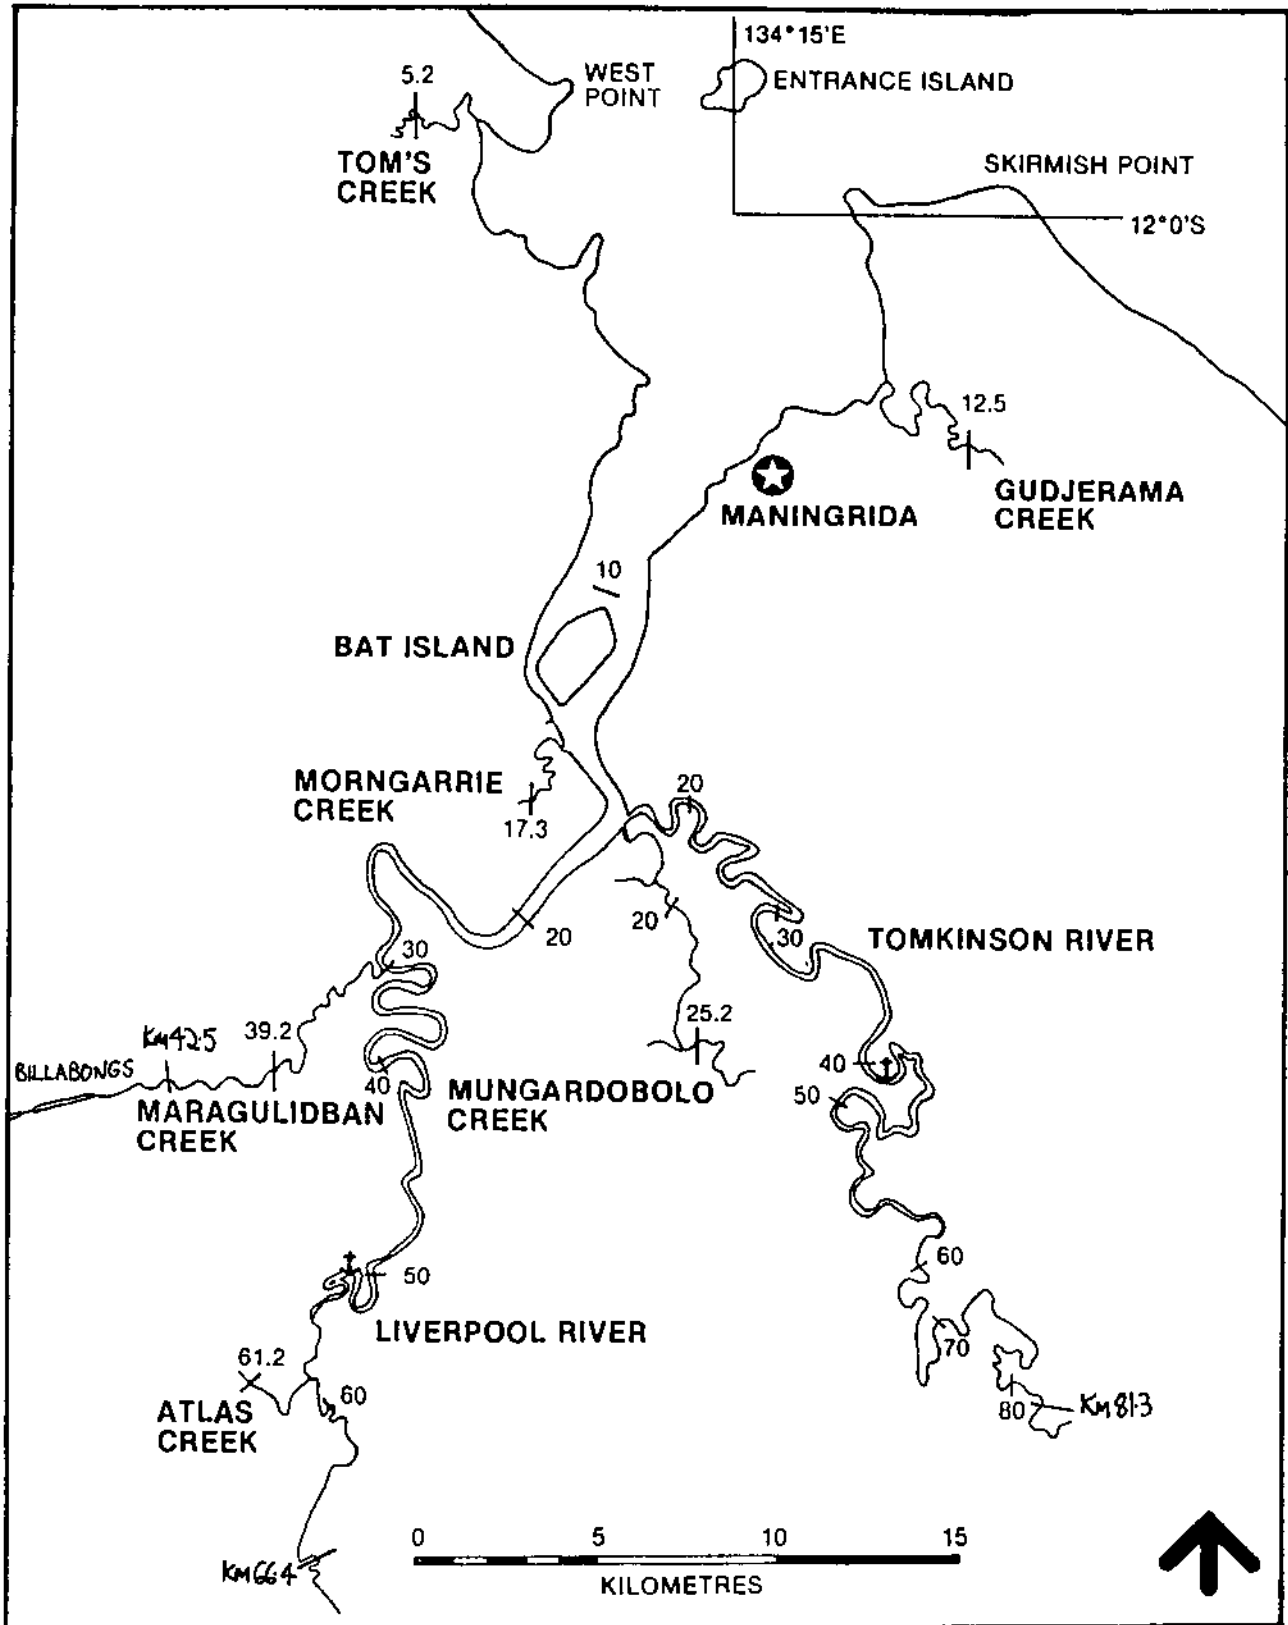 134°15'E
5.2
WEST
POINT
ENTRANCE ISLAND
TOM'S
CREEK
SKIRMISH POINT
12°0'S
12.5
GUDJERAMA
CREEK
MANINGRIDA
10
BAT ISLAND
MORNGARRIE
CREEK
17.3
20
20
20
30
TOMKINSON RIVER
30
25.2
39.2
Km42.5
BILLABONGS
MARAGULIDBAN
CREEK
40
MUNGARDOBOLO
CREEK
40
50
60
50
LIVERPOOL RIVER
70
61.2
60
ATLAS
CREEK
80
Km81.3
Km66.4
0 5 10 15
KILOMETRES